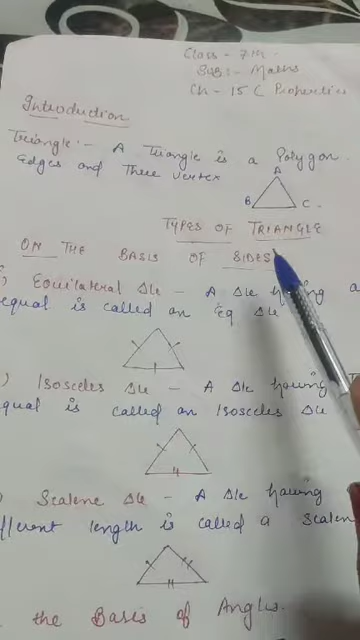 Class - 7th.
Sub:- Maths
Ch - 15 ( Properties
Introduction
Triangle:- A Triangle is a Polygon
Edges and Three vertex
A
B C.
TYPES OF TRIANGLE
ON THE BASIS OF SIDES
) Equilateral Δle - A Δle having a
equal is called an Eq Δle
) Isosceles Δle - A Δle having
equal is called an Isosceles Δle
) Scalene Δle - A Δle having
fferent length is called a Scalen
the Basis of Angles.